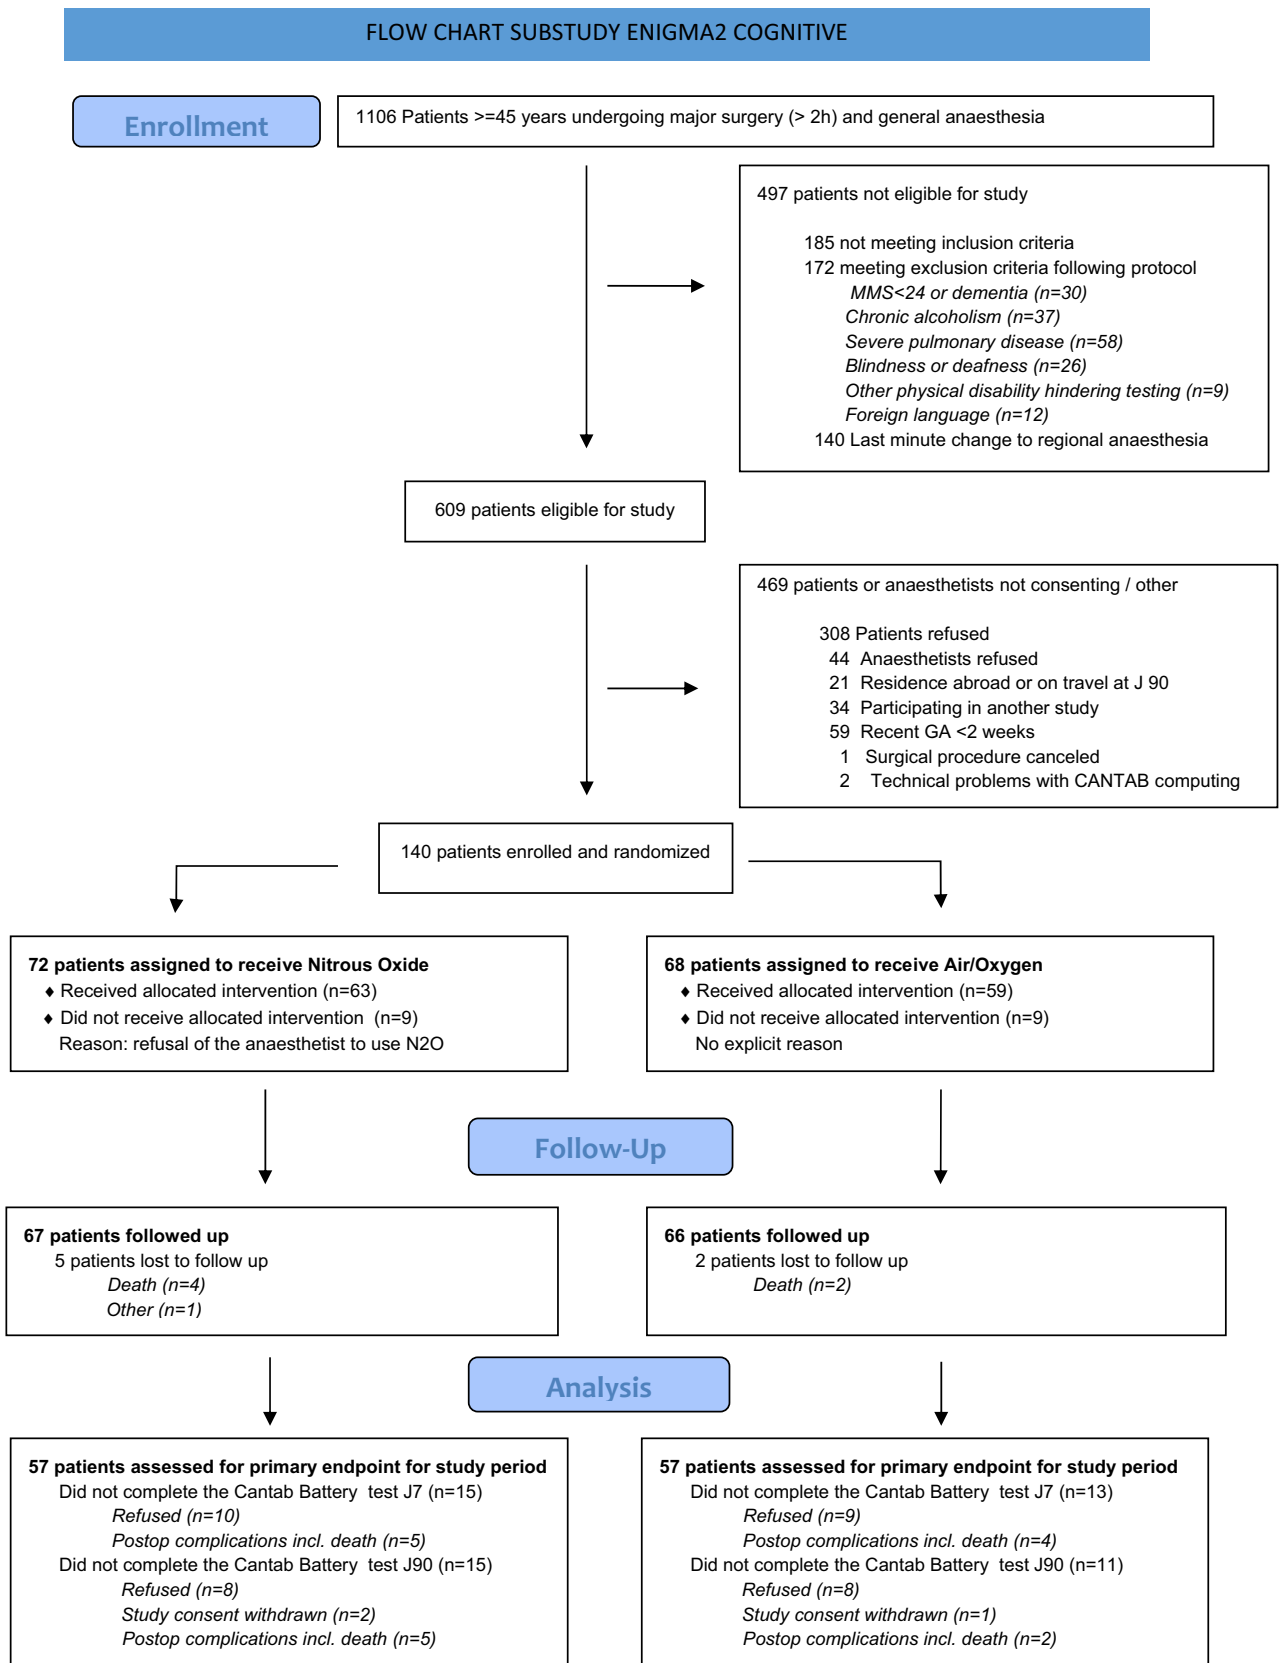 FLOW CHART SUBSTUDY ENIGMA2 COGNITIVE
Enrollment
1106 Patients >=45 years undergoing major surgery (> 2h) and general anaesthesia
497 patients not eligible for study
185 not meeting inclusion criteria
172 meeting exclusion criteria following protocol
MMS<24 or dementia (n=30)
Chronic alcoholism (n=37)
Severe pulmonary disease (n=58)
Blindness or deafness (n=26)
Other physical disability hindering testing (n=9)
Foreign language (n=12)
140 Last minute change to regional anaesthesia
609 patients eligible for study
469 patients or anaesthetists not consenting / other
308 Patients refused
44 Anaesthetists refused
21 Residence abroad or on travel at J 90
34 Participating in another study
59 Recent GA <2 weeks
1 Surgical procedure canceled
2 Technical problems with CANTAB computing
140 patients enrolled and randomized
72 patients assigned to receive Nitrous Oxide
♦ Received allocated intervention (n=63)
♦ Did not receive allocated intervention (n=9)
Reason: refusal of the anaesthetist to use N2O
68 patients assigned to receive Air/Oxygen
♦ Received allocated intervention (n=59)
♦ Did not receive allocated intervention (n=9)
No explicit reason
Follow-Up
67 patients followed up
5 patients lost to follow up
Death (n=4)
Other (n=1)
66 patients followed up
2 patients lost to follow up
Death (n=2)
Analysis
57 patients assessed for primary endpoint for study period
Did not complete the Cantab Battery test J7 (n=15)
Refused (n=10)
Postop complications incl. death (n=5)
Did not complete the Cantab Battery test J90 (n=15)
Refused (n=8)
Study consent withdrawn (n=2)
Postop complications incl. death (n=5)
57 patients assessed for primary endpoint for study period
Did not complete the Cantab Battery test J7 (n=13)
Refused (n=9)
Postop complications incl. death (n=4)
Did not complete the Cantab Battery test J90 (n=11)
Refused (n=8)
Study consent withdrawn (n=1)
Postop complications incl. death (n=2)